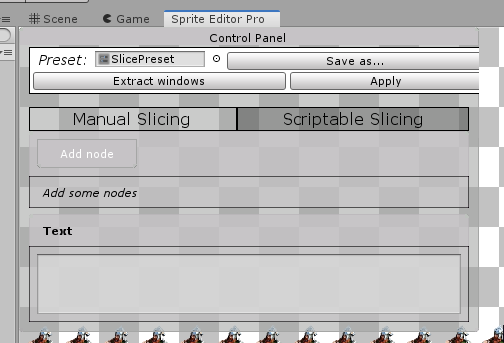 Scene Game Sprite Editor Pro
Control Panel
Preset: SlicePreset Save as...
Extract windows Apply
Manual Slicing Scriptable Slicing
Add node
Add some nodes
Text